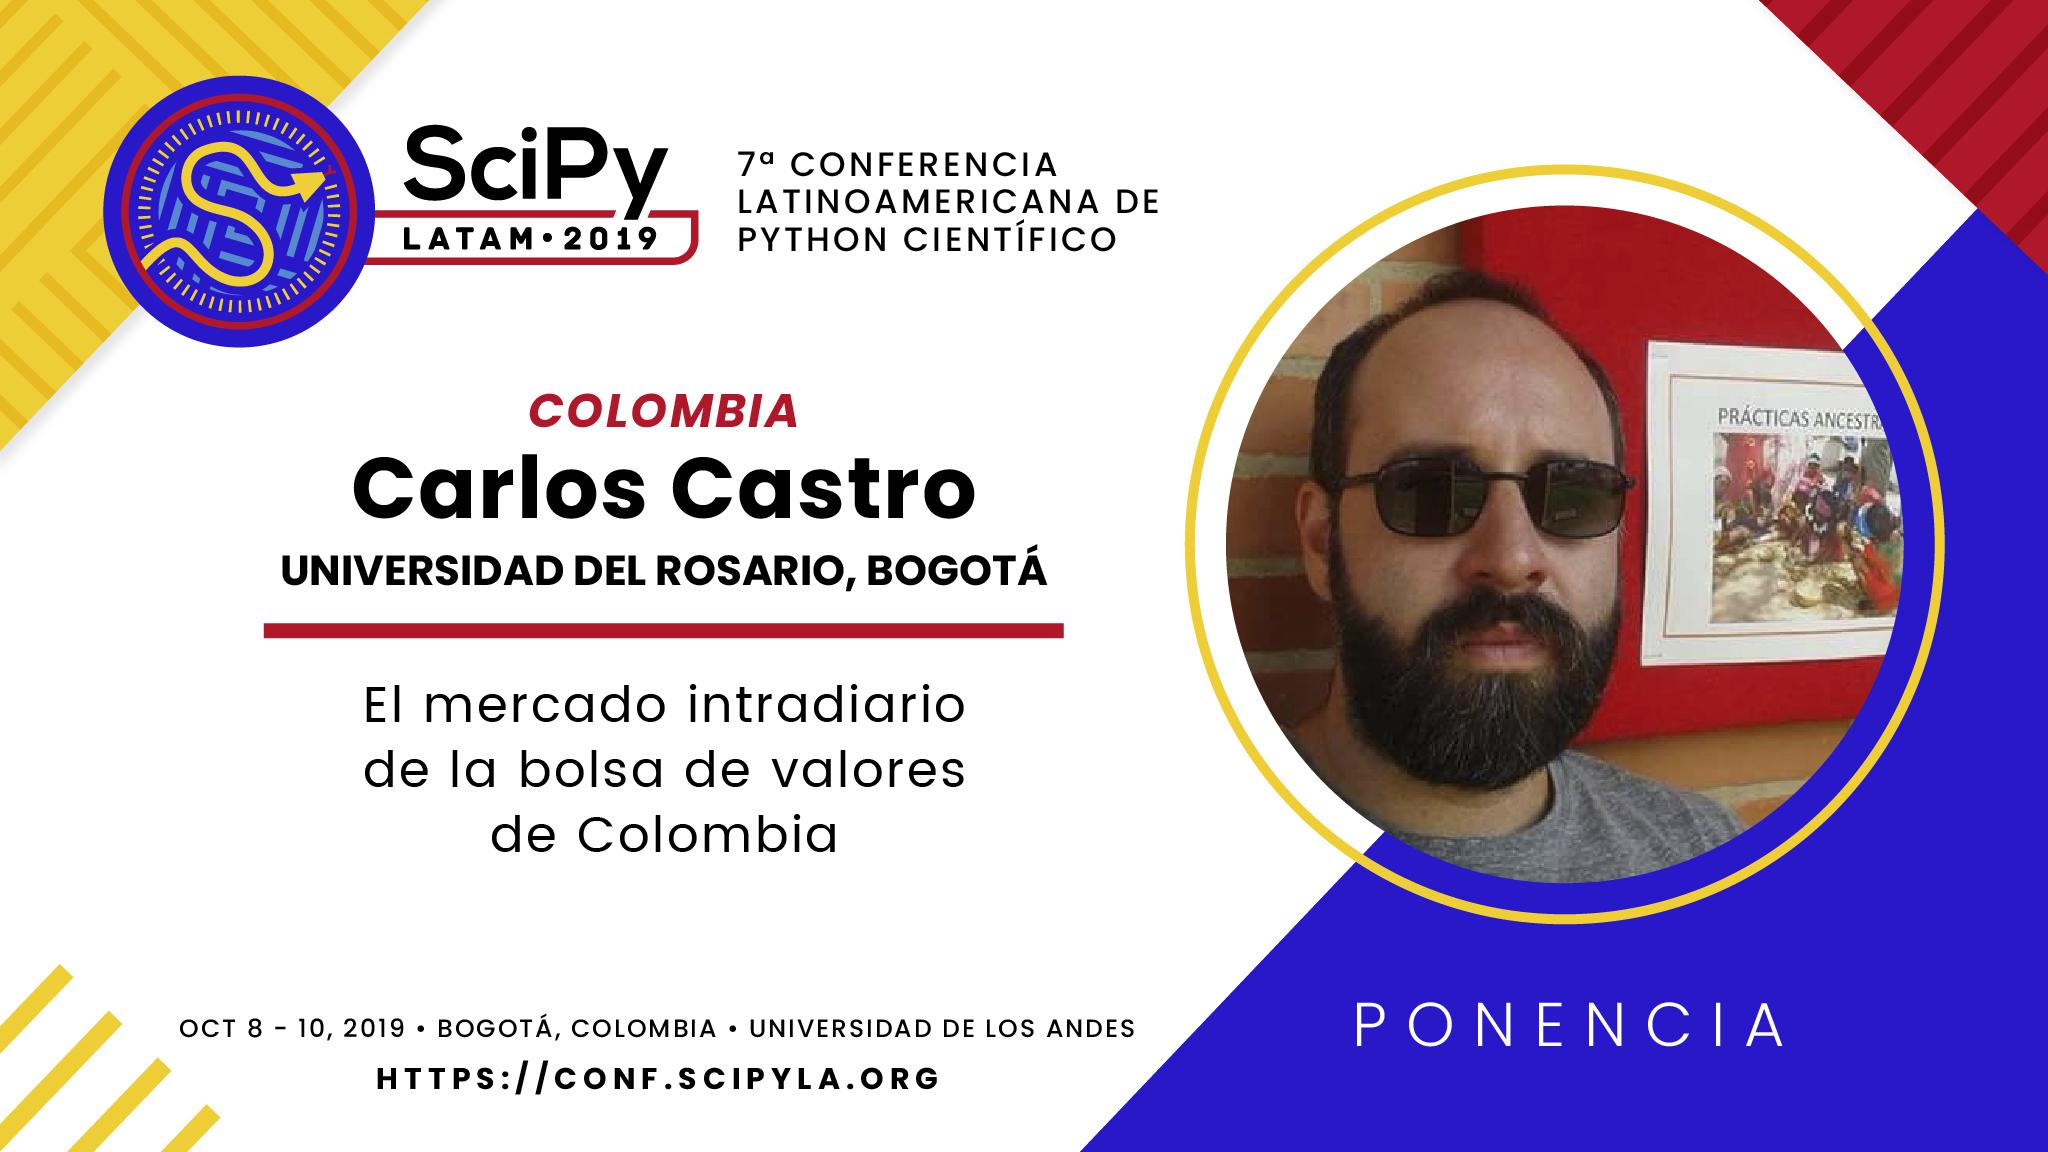 SciPy
LATAM•2019
7ª CONFERENCIA
LATINOAMERICANA DE
PYTHON CIENTÍFICO
COLOMBIA
Carlos Castro
UNIVERSIDAD DEL ROSARIO, BOGOTÁ
El mercado intradiario
de la bolsa de valores
de Colombia
PRÁCTICAS ANCESTR
OCT 8 - 10, 2019 • BOGOTÁ, COLOMBIA • UNIVERSIDAD DE LOS ANDES
HTTPS://CONF.SCIPYLA.ORG
PONENCIA